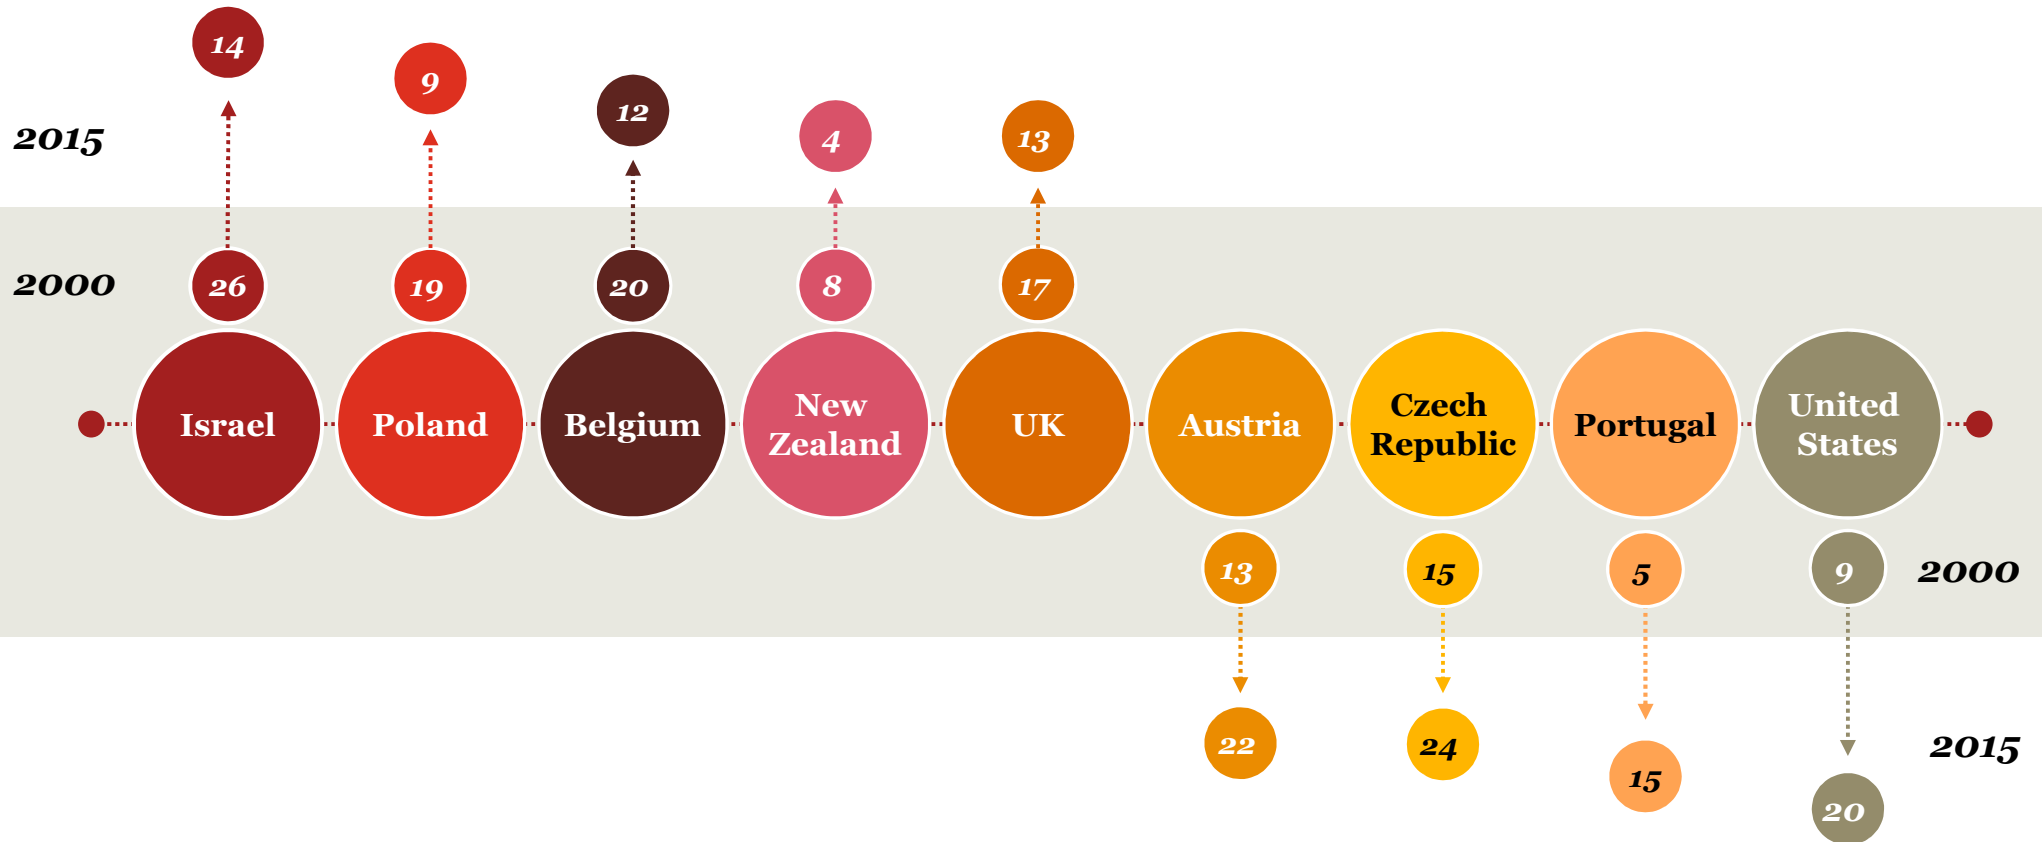 14
9
12
4
13
2015
2000
26
19
20
8
17
Israel
Poland
Belgium
New
Zealand
UK
Austria
Czech
Republic
Portugal
United
States
13
15
5
9
2000
22
24
15
20
2015